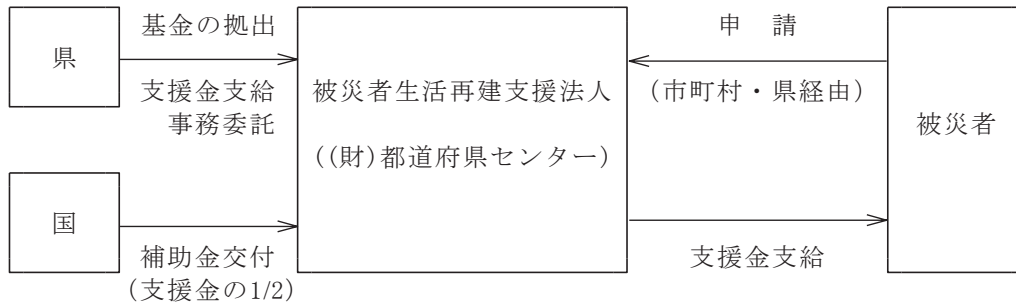 県
基金の拠出
支援金支給
事務委託
国
補助金交付
(支援金の1/2)
被災者生活再建支援法人
((財)都道府県センター)
申 請
(市町村・県経由)
支援金支給
被災者